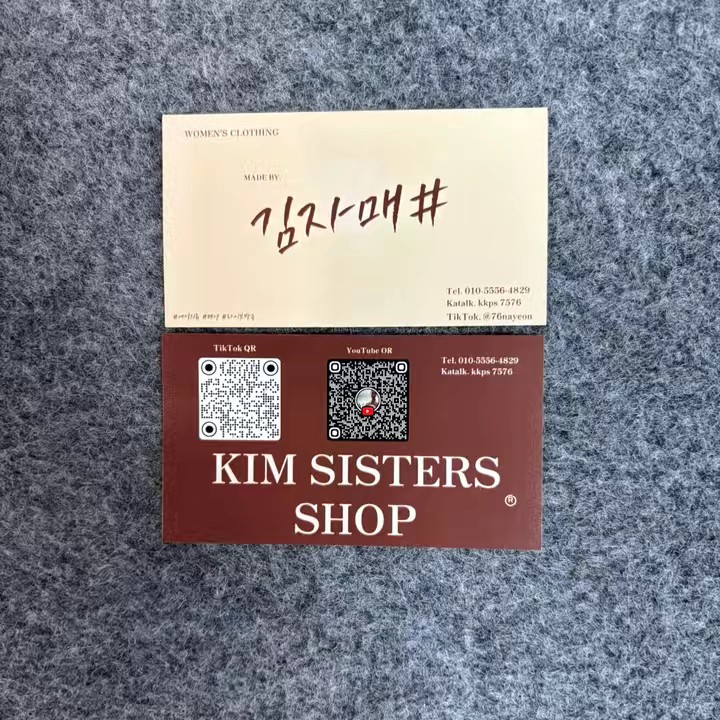 WOMEN'S CLOTHING
MADE BY.
김자매#
Tel. 010-5556-4829
Katalk. kkps 7576
TikTok. @76nayeon
TikTok QR
YouTube QR
Tel. 010-5556-4829
Katalk. kkps 7576
KIM SISTERS
SHOP
®